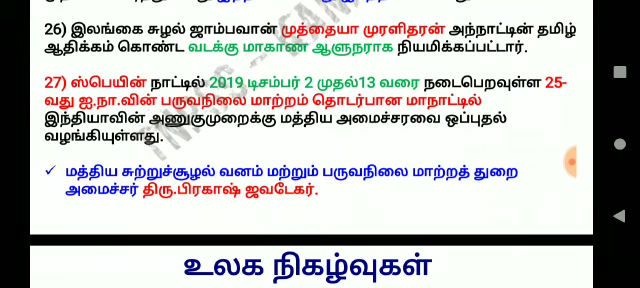 26) இலங்கை சுழல் ஜாம்பவான் முத்தையா முரளிதரன் அந்நாட்டின் தமிழ்
ஆதிக்கம் கொண்ட வடக்கு மாகாண ஆளுநராக நியமிக்கப்பட்டார்.
27) ஸ்பெயின் நாட்டில் 2019 டிசம்பர் 2 முதல்13 வரை நடைபெறவுள்ள 25-
வது ஐ.நா.வின் பருவநிலை மாற்றம் தொடர்பான மாநாட்டில்
இந்தியாவின் அணுகுமுறைக்கு மத்திய அமைச்சரவை ஒப்புதல்
வழங்கியுள்ளது.
✓ மத்திய சுற்றுச்சூழல் வனம் மற்றும் பருவநிலை மாற்றத் துறை
அமைச்சர் திரு.பிரகாஷ் ஜவடேகர்.
உலக நிகழ்வுகள்